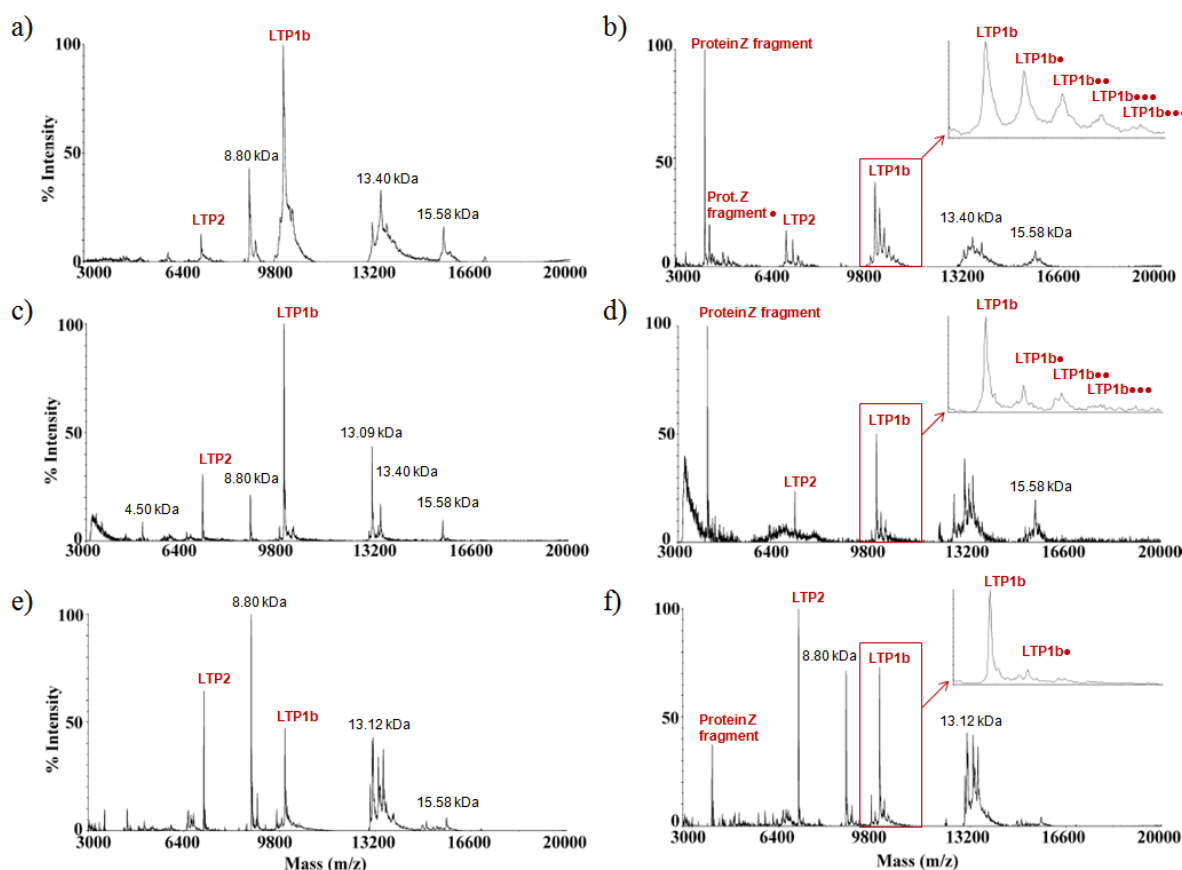 a)
LTP1b
100
50
0
% Intensity
LTP2
8.80 kDa
13.40 kDa
15.58 kDa
3000 6400 9800 13200 16600 20000
b)
Protein Z fragment
100
50
0
Prot. Z
fragment●
LTP2
LTP1b
13.40 kDa
15.58 kDa
LTP1b
LTP1b●
LTP1b●●
LTP1b●●●
LTP1b●●●
3000 6400 9800 13200 16600 20000
c)
LTP1b
100
50
0
% Intensity
4.50 kDa
LTP2
8.80 kDa
13.09 kDa
13.40 kDa
15.58 kDa
3000 6400 9800 13200 16600 20000
d)
Protein Z fragment
100
50
0
LTP2
LTP1b
15.58 kDa
LTP1b
LTP1b●
LTP1b●●
LTP1b●●●
3000 6400 9800 13200 16600 20000
e)
8.80 kDa
100
50
0
% Intensity
LTP2
LTP1b
13.12 kDa
15.58 kDa
3000 6400 9800 13200 16600 20000
Mass (m/z)
f)
LTP2
100
50
0
Protein Z
fragment
8.80 kDa
LTP1b
13.12 kDa
LTP1b
LTP1b●
3000 6400 9800 13200 16600 20000
Mass (m/z)